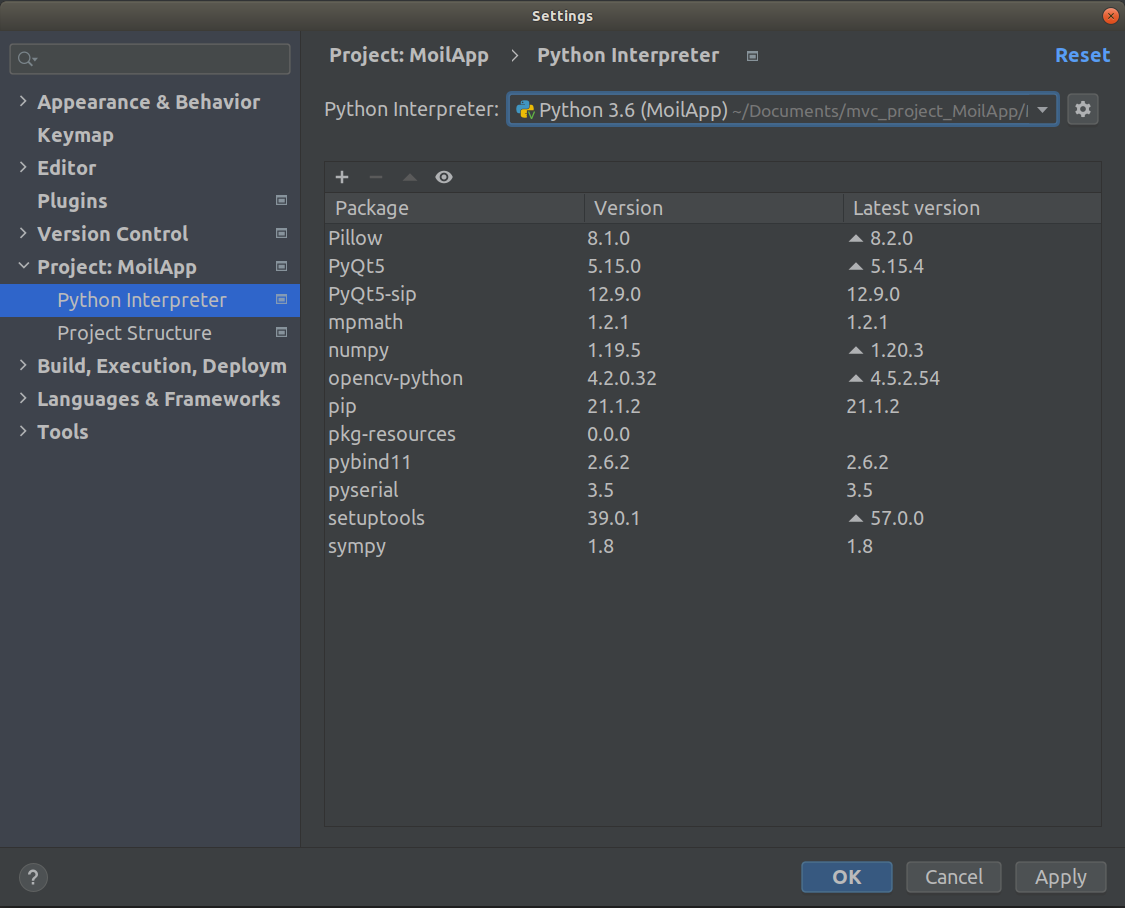 Settings
Project: MoilApp > Python Interpreter
Reset
Appearance & Behavior
Keymap
Editor
Plugins
Version Control
Project: MoilApp
Python Interpreter
Project Structure
Build, Execution, Deploym
Languages & Frameworks
Tools
Python Interpreter: Python 3.6 (MoilApp) ~/Documents/mvc_project_MoilApp/
Package Version Latest version
Pillow 8.1.0 8.2.0
PyQt5 5.15.0 5.15.4
PyQt5-sip 12.9.0 12.9.0
mpmath 1.2.1 1.2.1
numpy 1.19.5 1.20.3
opencv-python 4.2.0.32 4.5.2.54
pip 21.1.2 21.1.2
pkg-resources 0.0.0
pybind11 2.6.2 2.6.2
pyserial 3.5 3.5
setuptools 39.0.1 57.0.0
sympy 1.8 1.8
? OK Cancel Apply